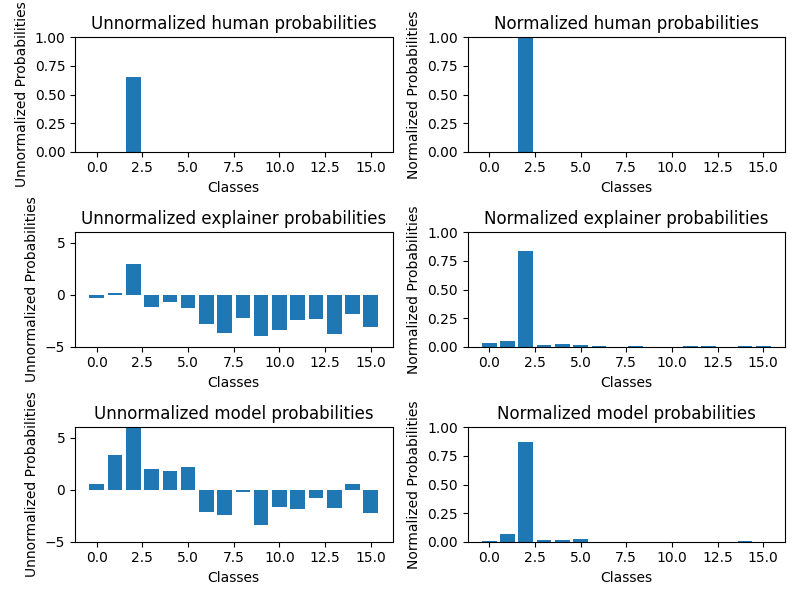 Unnormalized human probabilities
Unnormalized Probabilities
1.00
0.75
0.50
0.25
0.00
0.0 2.5 5.0 7.5 10.0 12.5 15.0
Classes
Normalized human probabilities
Normalized Probabilities
1.00
0.75
0.50
0.25
0.00
0.0 2.5 5.0 7.5 10.0 12.5 15.0
Classes
Unnormalized explainer probabilities
Unnormalized Probabilities
5
0
−5
0.0 2.5 5.0 7.5 10.0 12.5 15.0
Classes
Normalized explainer probabilities
Normalized Probabilities
1.00
0.75
0.50
0.25
0.00
0.0 2.5 5.0 7.5 10.0 12.5 15.0
Classes
Unnormalized model probabilities
Unnormalized Probabilities
5
0
−5
0.0 2.5 5.0 7.5 10.0 12.5 15.0
Classes
Normalized model probabilities
Normalized Probabilities
1.00
0.75
0.50
0.25
0.00
0.0 2.5 5.0 7.5 10.0 12.5 15.0
Classes